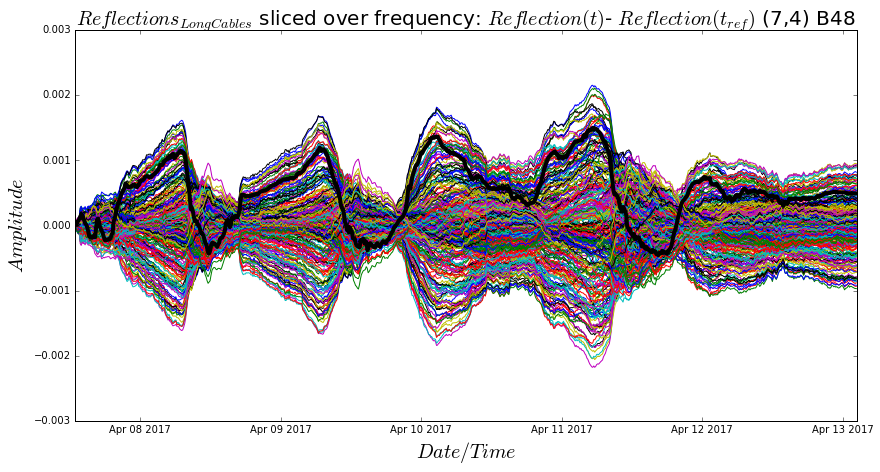 Reflections_LongCables sliced over frequency: Reflection(t)- Reflection(t_ref) (7,4) B48
0.003
0.002
0.001
Amplitude
0.000
−0.001
−0.002
−0.003
Apr 08 2017 Apr 09 2017 Apr 10 2017 Apr 11 2017 Apr 12 2017 Apr 13 2017
Date/Time